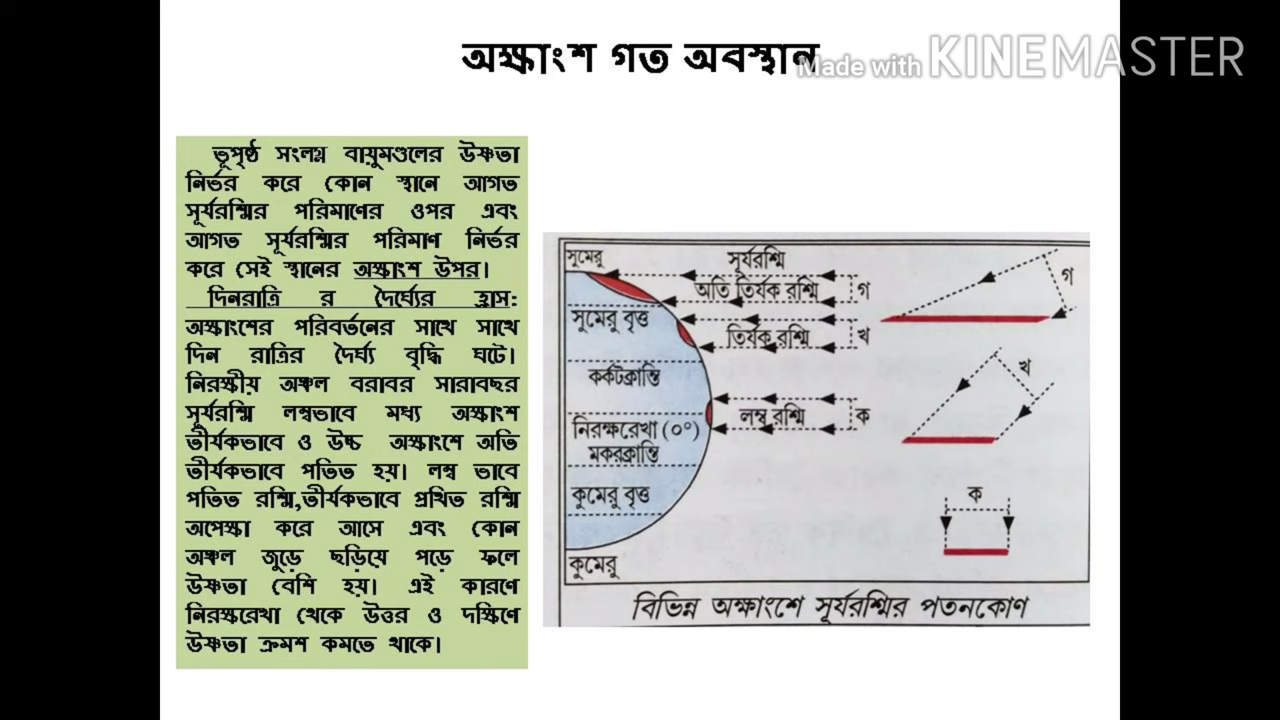 অক্ষাংশ গত অবস্থান
Made with KINEMASTER
ভূপৃষ্ঠ সংলগ্ন বায়ুমণ্ডলের উষ্ণতা
নির্ভর করে কোন স্থানে আগত
সূর্যরশ্মির পরিমাণের ওপর এবং
আগত সূর্যরশ্মির পরিমাণ নির্ভর
করে সেই স্থানের অক্ষাংশ উপর।
দিনরাত্রি র দৈর্ঘ্যের হ্রাস:
অক্ষাংশের পরিবর্তনের সাথে সাথে
দিন রাত্রির দৈর্ঘ্য বৃদ্ধি ঘটে।
নিরক্ষীয় অঞ্চল বরাবর সারাবছর
সূর্যরশ্মি লম্বভাবে মধ্য অক্ষাংশ
তীর্যকভাবে ও উচ্চ অক্ষাংশে অতি
তীর্যকভাবে পতিত হয়। লম্ব ভাবে
পতিত রশ্মি,তীর্যকভাবে প্রথিত রশ্মি
অপেক্ষা করে আসে এবং কোন
অঞ্চল জুড়ে ছড়িয়ে পড়ে ফলে
উষ্ণতা বেশি হয়। এই কারণে
নিরক্ষরেখা থেকে উত্তর ও দক্ষিণে
উষ্ণতা ক্রমশ কমতে থাকে।
সুমেরু
সূর্যরশ্মি
অতি তির্যক রশ্মি
গ
সুমেরু বৃত্ত
তির্যক রশ্মি
খ
কর্কটক্রান্তি
লম্ব রশ্মি
ক
নিরক্ষরেখা (০°)
মকরক্রান্তি
কুমেরু বৃত্ত
কুমেরু
গ
খ
ক
বিভিন্ন অক্ষাংশে সূর্যরশ্মির পতনকোণ